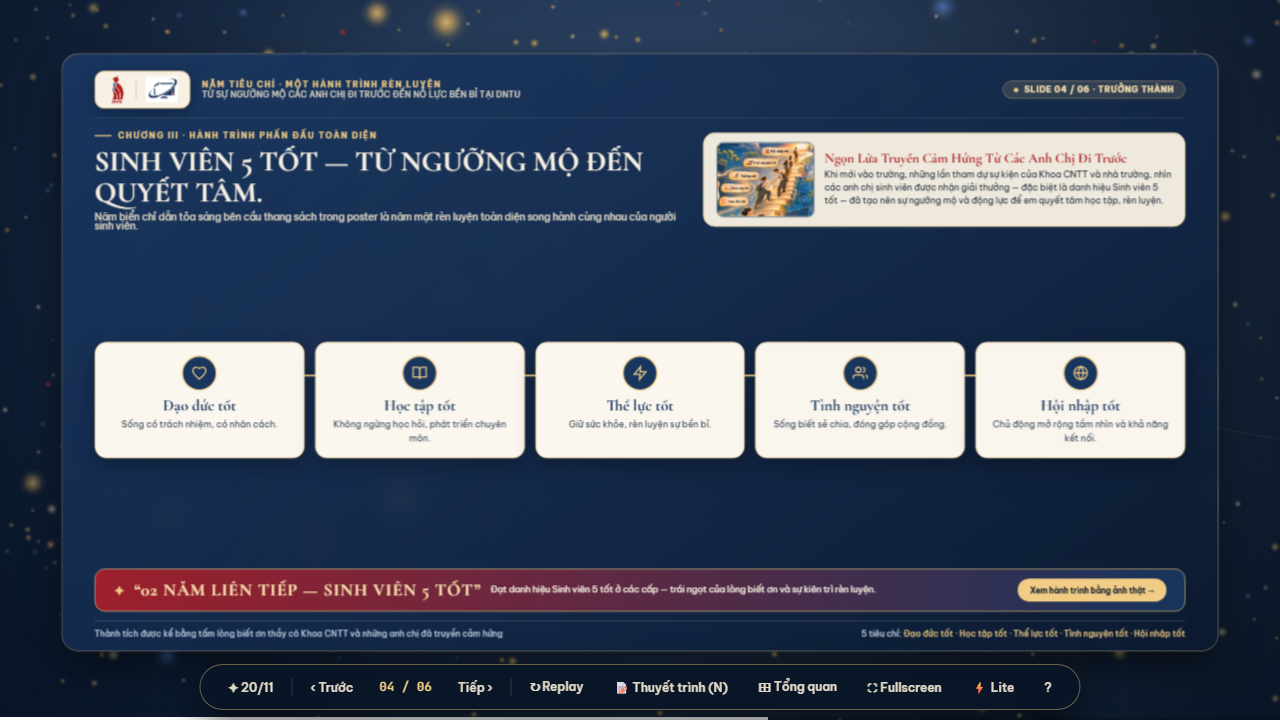 NĂM TIÊU CHÍ · MỘT HÀNH TRÌNH RÈN LUYỆN
TỪ SỰ NGƯỠNG MỘ CÁC ANH CHỊ ĐI TRƯỚC ĐẾN NỖ LỰC BỀN BỈ TẠI DNTU
SLIDE 04 / 06 · TRƯỞNG THÀNH
CHƯƠNG III · HÀNH TRÌNH PHẤN ĐẤU TOÀN DIỆN
SINH VIÊN 5 TỐT — TỪ NGƯỠNG MỘ ĐẾN
QUYẾT TÂM.
Năm biển chỉ dẫn tỏa sáng bên cầu thang sách trong poster là năm mặt rèn luyện toàn diện song hành cùng nhau của người
sinh viên.
Ngọn Lửa Truyền Cảm Hứng Từ Các Anh Chị Đi Trước
Khi mới vào trường, những lần tham dự sự kiện của Khoa CNTT và nhà trường, nhìn
các anh chị sinh viên được nhận giải thưởng — đặc biệt là danh hiệu Sinh viên 5
tốt — đã tạo nên sự ngưỡng mộ và động lực để em quyết tâm học tập, rèn luyện.
Đạo đức tốt
Sống có trách nhiệm, có nhân cách.
Học tập tốt
Không ngừng học hỏi, phát triển chuyên
môn.
Thể lực tốt
Giữ sức khỏe, rèn luyện sự bền bỉ.
Tình nguyện tốt
Sống biết sẻ chia, đóng góp cộng đồng.
Hội nhập tốt
Chủ động mở rộng tầm nhìn và khả năng
kết nối.
✦ “02 NĂM LIÊN TIẾP — SINH VIÊN 5 TỐT” Đạt danh hiệu Sinh viên 5 tốt ở các cấp — trái ngọt của lòng biết ơn và sự kiên trì rèn luyện.
Xem hành trình bằng ảnh thật →
Thành tích được kể bằng tấm lòng biết ơn thầy cô Khoa CNTT và những anh chị đã truyền cảm hứng
5 tiêu chí: Đạo đức tốt · Học tập tốt · Thể lực tốt · Tình nguyện tốt · Hội nhập tốt
✦ 20/11 ‹ Trước 04 / 06 Tiếp › ↻ Replay Thuyết trình (N) Tổng quan Fullscreen Lite ?